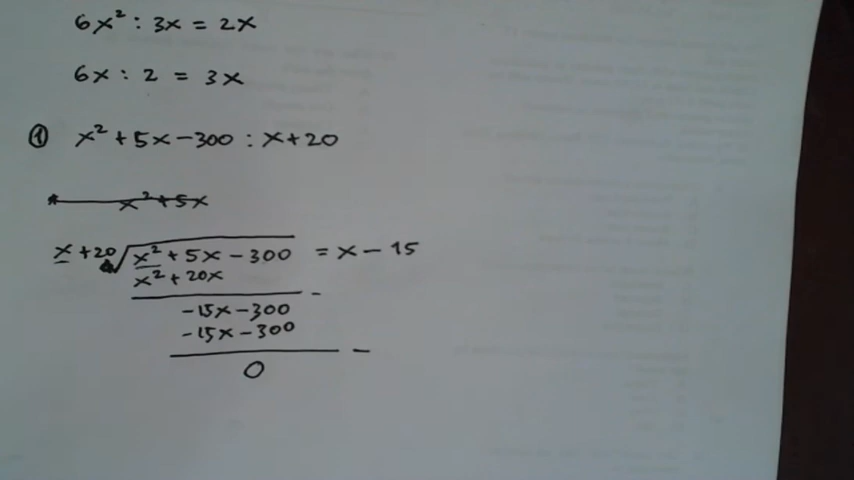 6x² : 3x = 2x
6x : 2 = 3x
① x² + 5x - 300 : x + 20
x² + 5x
x + 20 √ x² + 5x - 300 = x - 15
x² + 20x
-
-15x - 300
-15x - 300
-
0